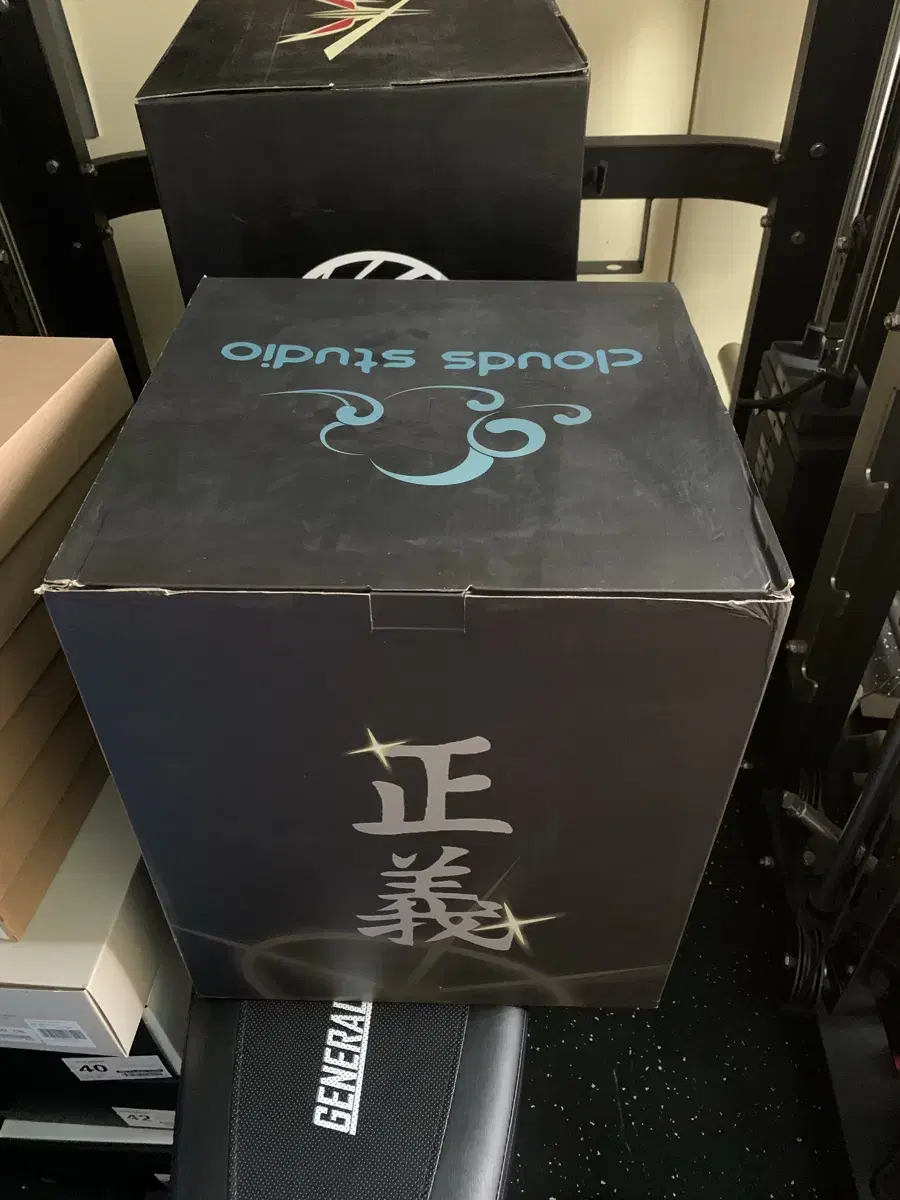 clouds studio
正
義
GENERAL
40
42